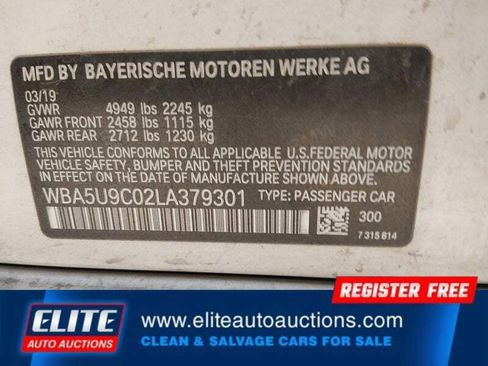 MFD BY BAYERISCHE MOTOREN WERKE AG
03/19
GVWR 4949 lbs 2245 kg
GAWR FRONT 2458 lbs 1115 kg
GAWR REAR 2712 lbs 1230 kg
THIS VEHICLE CONFORMS TO ALL APPLICABLE U.S.FEDERAL MOTOR
VEHICLE SAFETY, BUMPER AND THEFT PREVENTION STANDARDS
IN EFFECT ON THE DATE OF MANUFACTURE SHOWN ABOVE.
WBA5U9C02LA379301 TYPE: PASSENGER CAR
300
7 315 814
ELITE
AUTO AUCTIONS
REGISTER FREE
www.eliteautoauctions.com
CLEAN & SALVAGE CARS FOR SALE